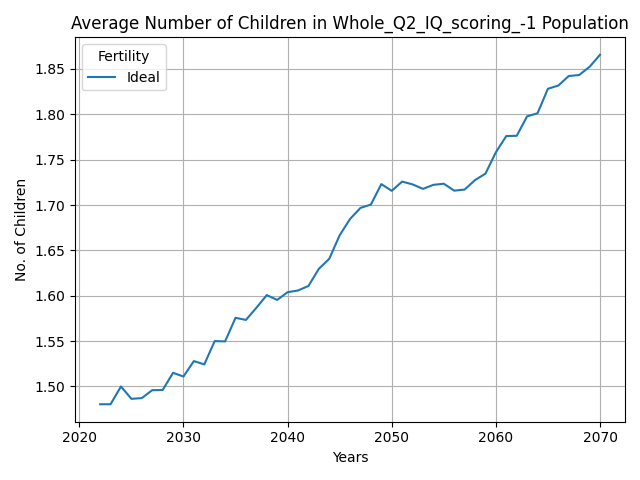 Average Number of Children in Whole_Q2_IQ_scoring_-1 Population
Fertility
Ideal
No. of Children
1.85
1.80
1.75
1.70
1.65
1.60
1.55
1.50
2020
2030
2040
2050
2060
2070
Years